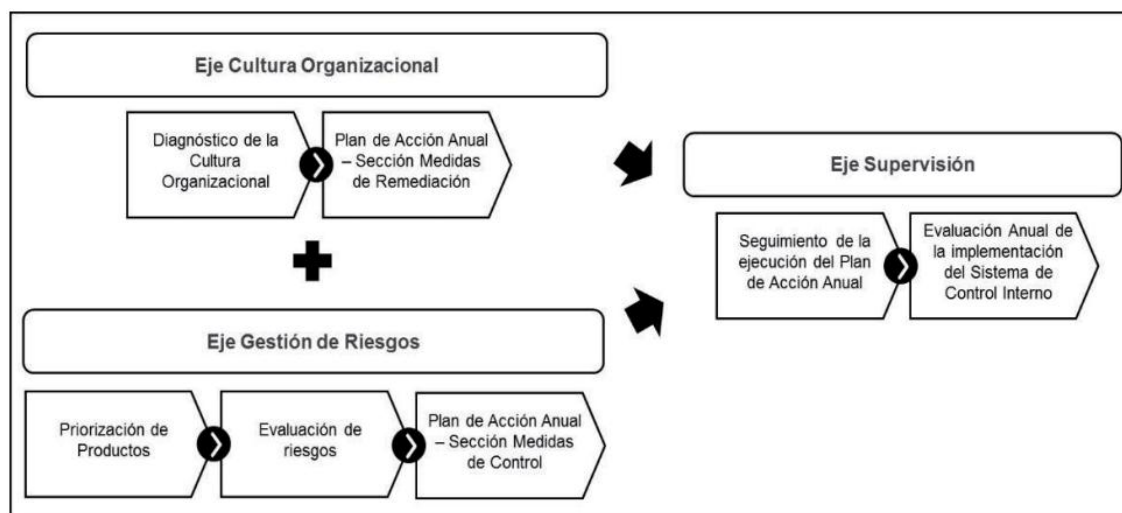 Eje Cultura Organizacional
Diagnóstico de la
Cultura
Organizacional
Plan de Acción Anual
– Sección Medidas
de Remediación
Eje Gestión de Riesgos
Priorización de
Productos
Evaluación de
riesgos
Plan de Acción Anual
– Sección Medidas
de Control
Eje Supervisión
Seguimiento de la
ejecución del Plan
de Acción Anual
Evaluación Anual de
la implementación
del Sistema de
Control Interno